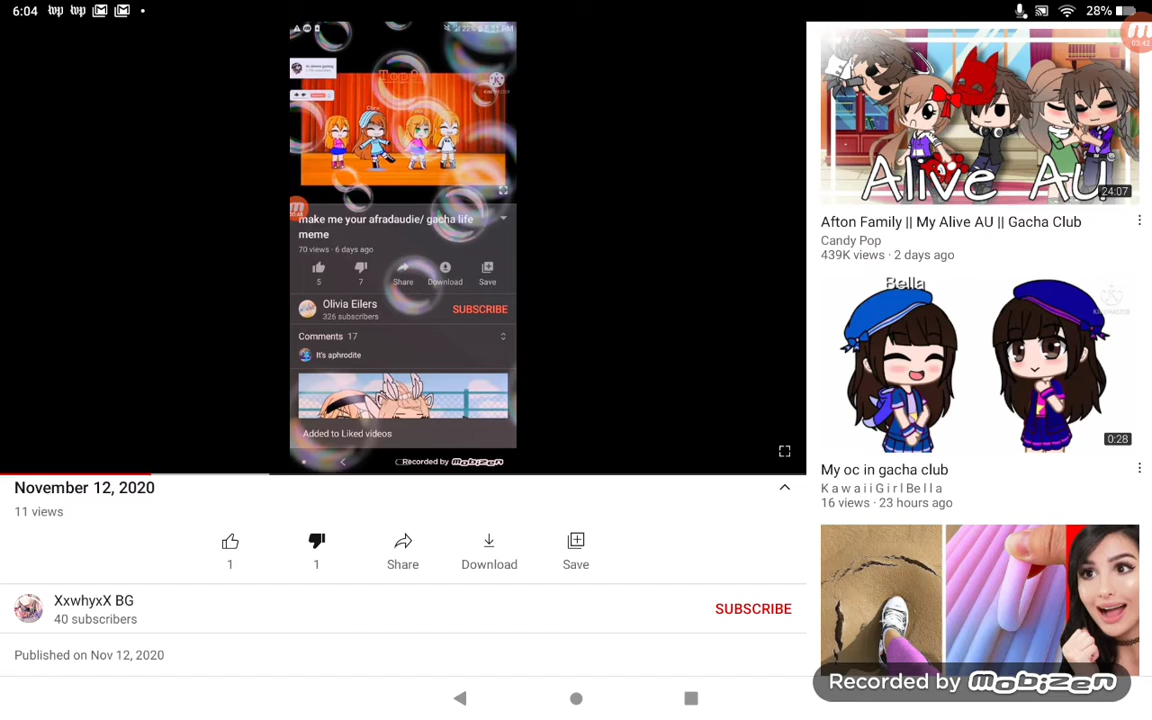 6:04
28%
03:42
make me your afradaudie/ gacha life
meme
70 views · 6 days ago
5
7
Share
Download
Save
Olivia Eilers
326 subscribers
SUBSCRIBE
Comments 17
It's aphrodite
Added to Liked videos
Recorded by mobizen
November 12, 2020
11 views
1
1
Share
Download
Save
XxwhyxX BG
40 subscribers
SUBSCRIBE
Published on Nov 12, 2020
Alive AU
24:07
Afton Family || My Alive AU || Gacha Club
Candy Pop
439K views · 2 days ago
Bella
0:28
My oc in gacha club
K a w a i i G i r l B e l l a
16 views · 23 hours ago
Recorded by mobizen